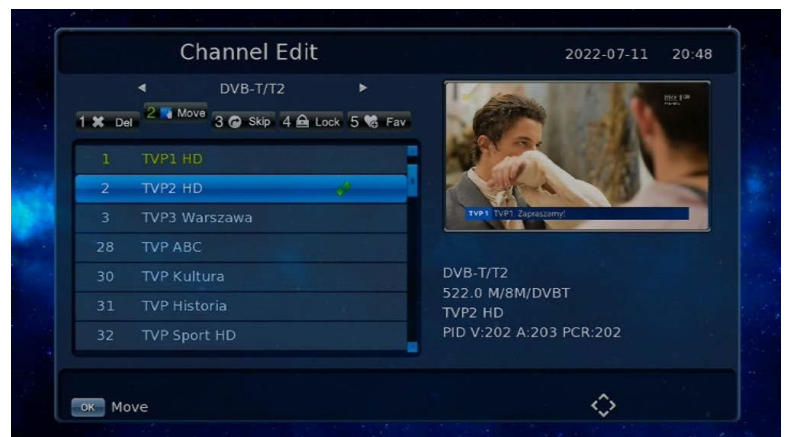 Channel Edit
2022-07-11 20:48
DVB-T/T2
1 Del 2 Move 3 Skip 4 Lock 5 Fav
1 TVP1 HD
2 TVP2 HD
3 TVP3 Warszawa
28 TVP ABC
30 TVP Kultura
31 TVP Historia
32 TVP Sport HD
TVP1 TVP1. Zapraszamy!
DVB-T/T2
522.0 M/8M/DVBT
TVP2 HD
PID V:202 A:203 PCR:202
OK Move